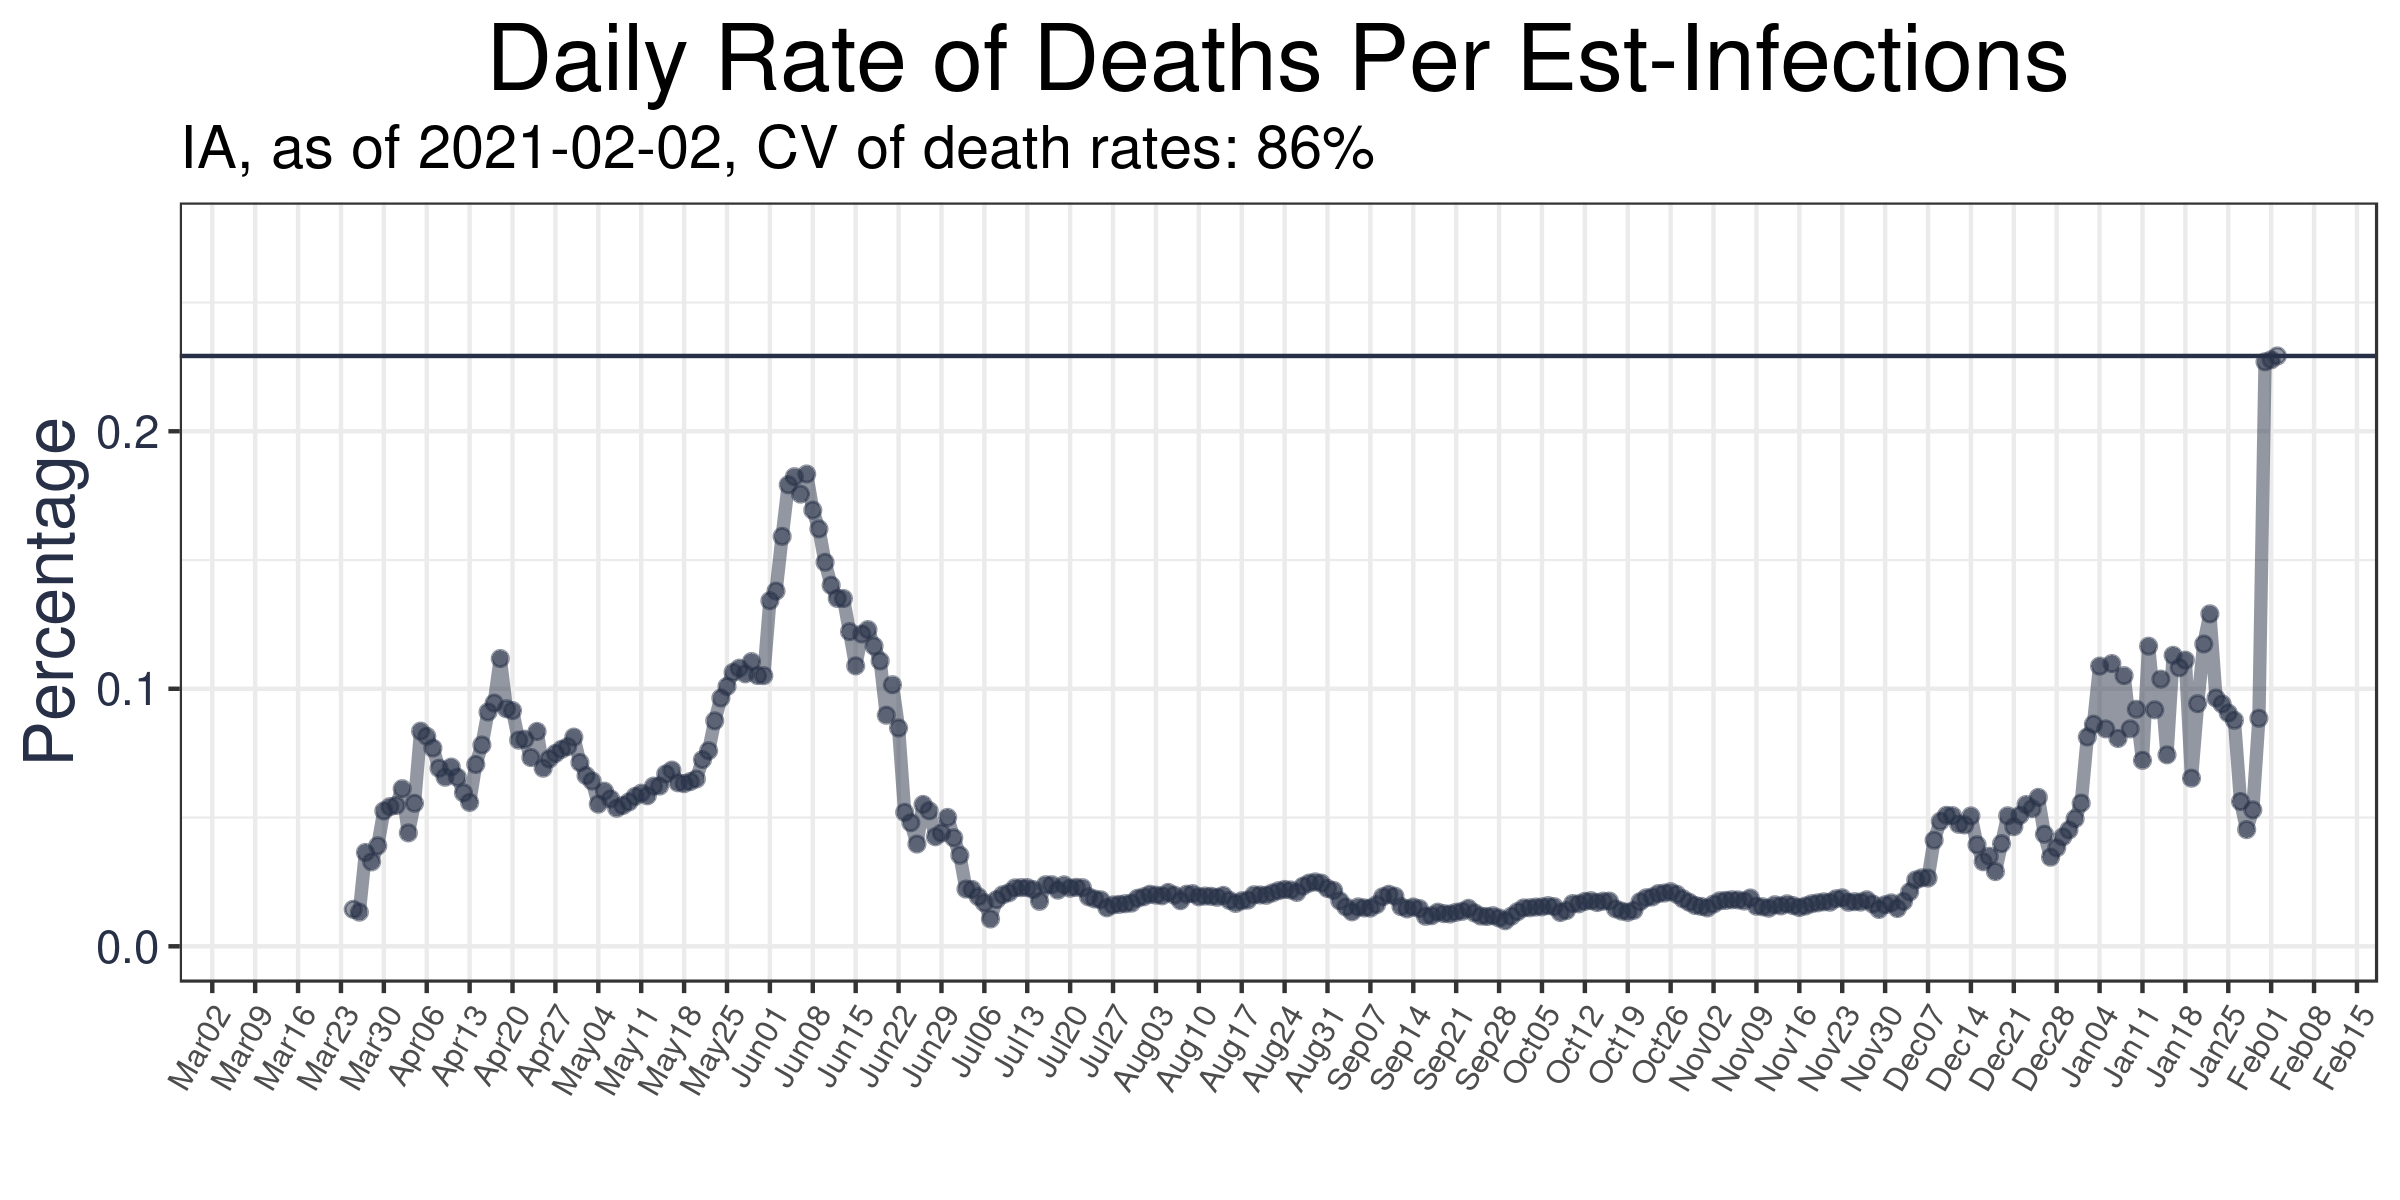 Daily Rate of Deaths Per Est-Infections
IA, as of 2021-02-02, CV of death rates: 86%
Percentage
0.2
0.1
0.0
Mar02
Mar09
Mar16
Mar23
Mar30
Apr06
Apr13
Apr20
Apr27
May04
May11
May18
May25
Jun01
Jun08
Jun15
Jun22
Jun29
Jul06
Jul13
Jul20
Jul27
Aug03
Aug10
Aug17
Aug24
Aug31
Sep07
Sep14
Sep21
Sep28
Oct05
Oct12
Oct19
Oct26
Nov02
Nov09
Nov16
Nov23
Nov30
Dec07
Dec14
Dec21
Dec28
Jan04
Jan11
Jan18
Jan25
Feb01
Feb08
Feb15